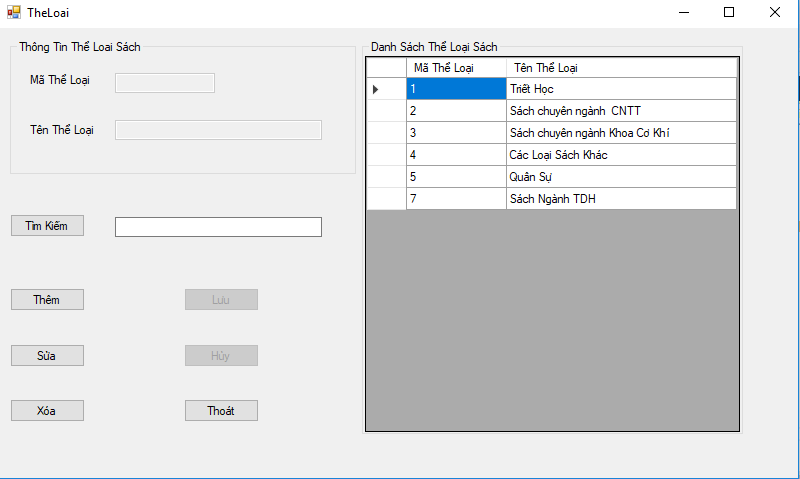 TheLoai
Thông Tin Thể Loai Sách
Mã Thể Loại
Tên Thể Loại
Tìm Kiếm
Thêm
Lưu
Sửa
Hủy
Xóa
Thoát
Danh Sách Thể Loại Sách
Mã Thể Loại Tên Thể Loại
1 Triết Học
2 Sách chuyên ngành CNTT
3 Sách chuyên ngành Khoa Cơ Khí
4 Các Loại Sách Khác
5 Quân Sự
7 Sách Ngành TDH